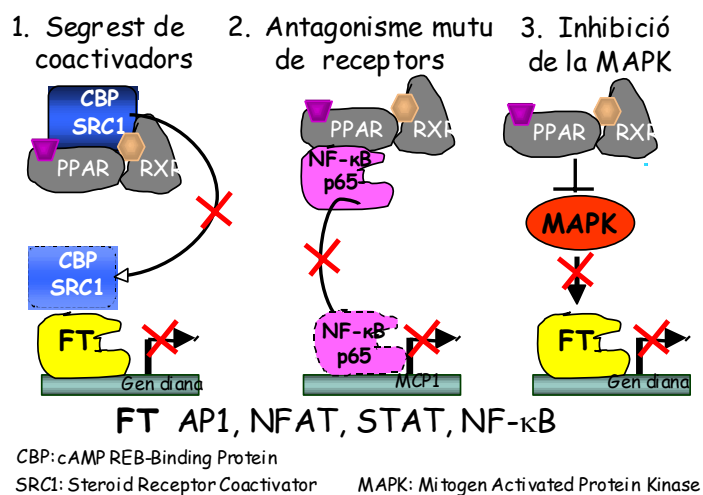 1. Segrest de
coactivadors
2. Antagonisme mutu
de receptors
3. Inhibició
de la MAPK
CBP
SRC1
PPAR
RXR
CBP
SRC1
FT
Gen diana
PPAR
RXR
NF-κB
p65
NF-κB
p65
MCP1
PPAR
RXR
MAPK
FT
Gen diana
FT AP1, NFAT, STAT, NF-κB
CBP: cAMP REB-Binding Protein
SRC1: Steroid Receptor Coactivator
MAPK: Mitogen Activated Protein Kinase